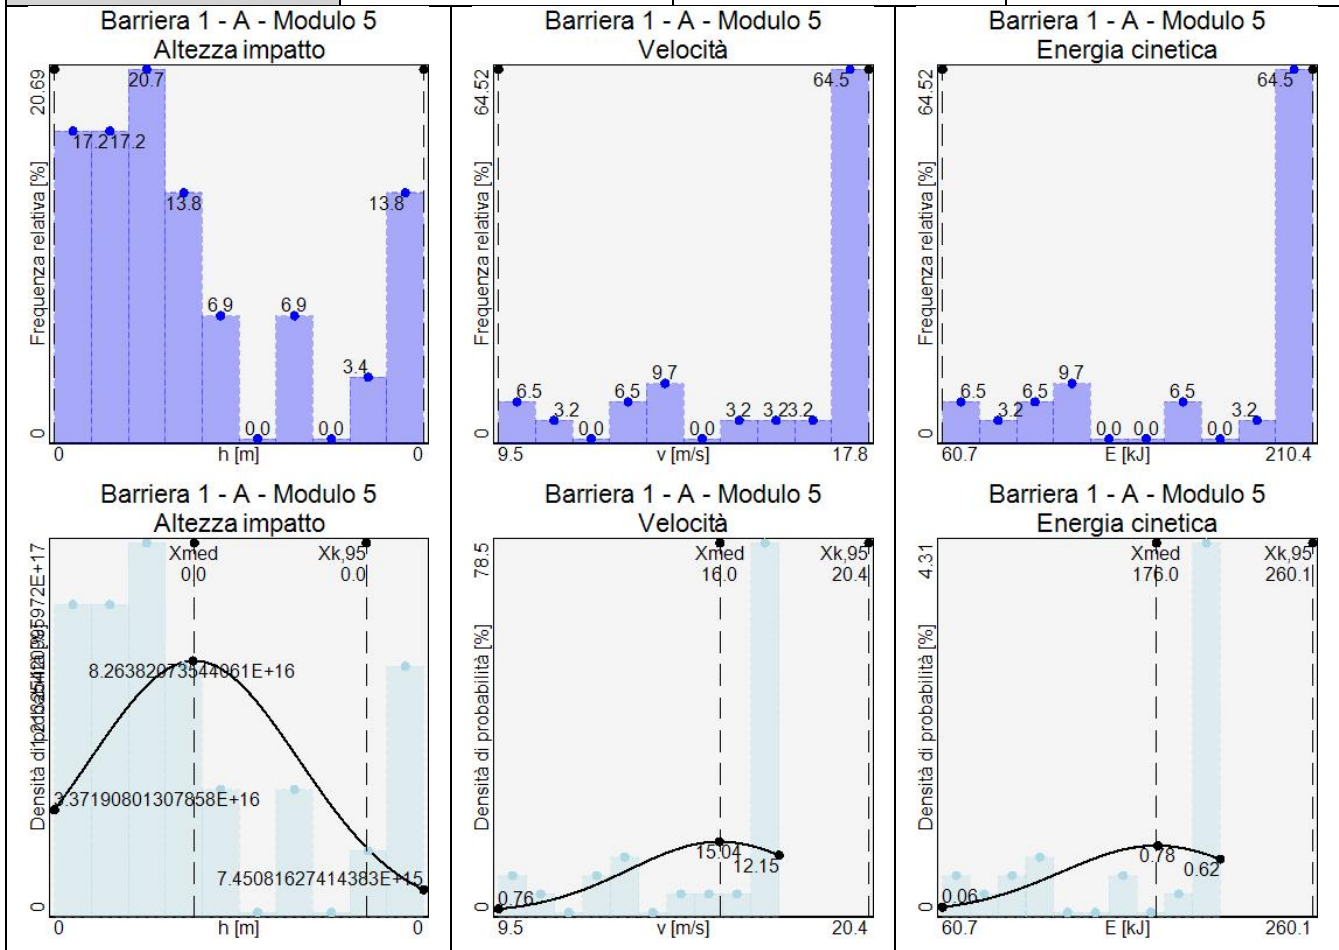 Barriera 1 - A - Modulo 5
Altezza impatto
20.69
Frequenza relativa [%]
0
17.2
17.2
20.7
13.8
6.9
0.0
6.9
0.0
3.4
13.8
0
h [m]
0
Barriera 1 - A - Modulo 5
Velocità
64.52
Frequenza relativa [%]
0
6.5
3.2
0.0
6.5
9.7
0.0
3.2
3.2
3.2
64.5
9.5
v [m/s]
17.8
Barriera 1 - A - Modulo 5
Energia cinetica
64.52
Frequenza relativa [%]
0
6.5
3.2
6.5
9.7
0.0
0.0
6.5
0.0
3.2
64.5
60.7
E [kJ]
210.4
Barriera 1 - A - Modulo 5
Altezza impatto
Densità di probabilità [%]
0
Xmed
0.0
Xk,95
0.0
8.26382073544061E+16
3.37190801307858E+16
7.45081627414383E+15
0
h [m]
0
Barriera 1 - A - Modulo 5
Velocità
78.5
Densità di probabilità [%]
0
Xmed
16.0
Xk,95
20.4
0.76
15.04
12.15
9.5
v [m/s]
20.4
Barriera 1 - A - Modulo 5
Energia cinetica
4.31
Densità di probabilità [%]
0
Xmed
176.0
Xk,95
260.1
0.06
0.78
0.62
60.7
E [kJ]
260.1